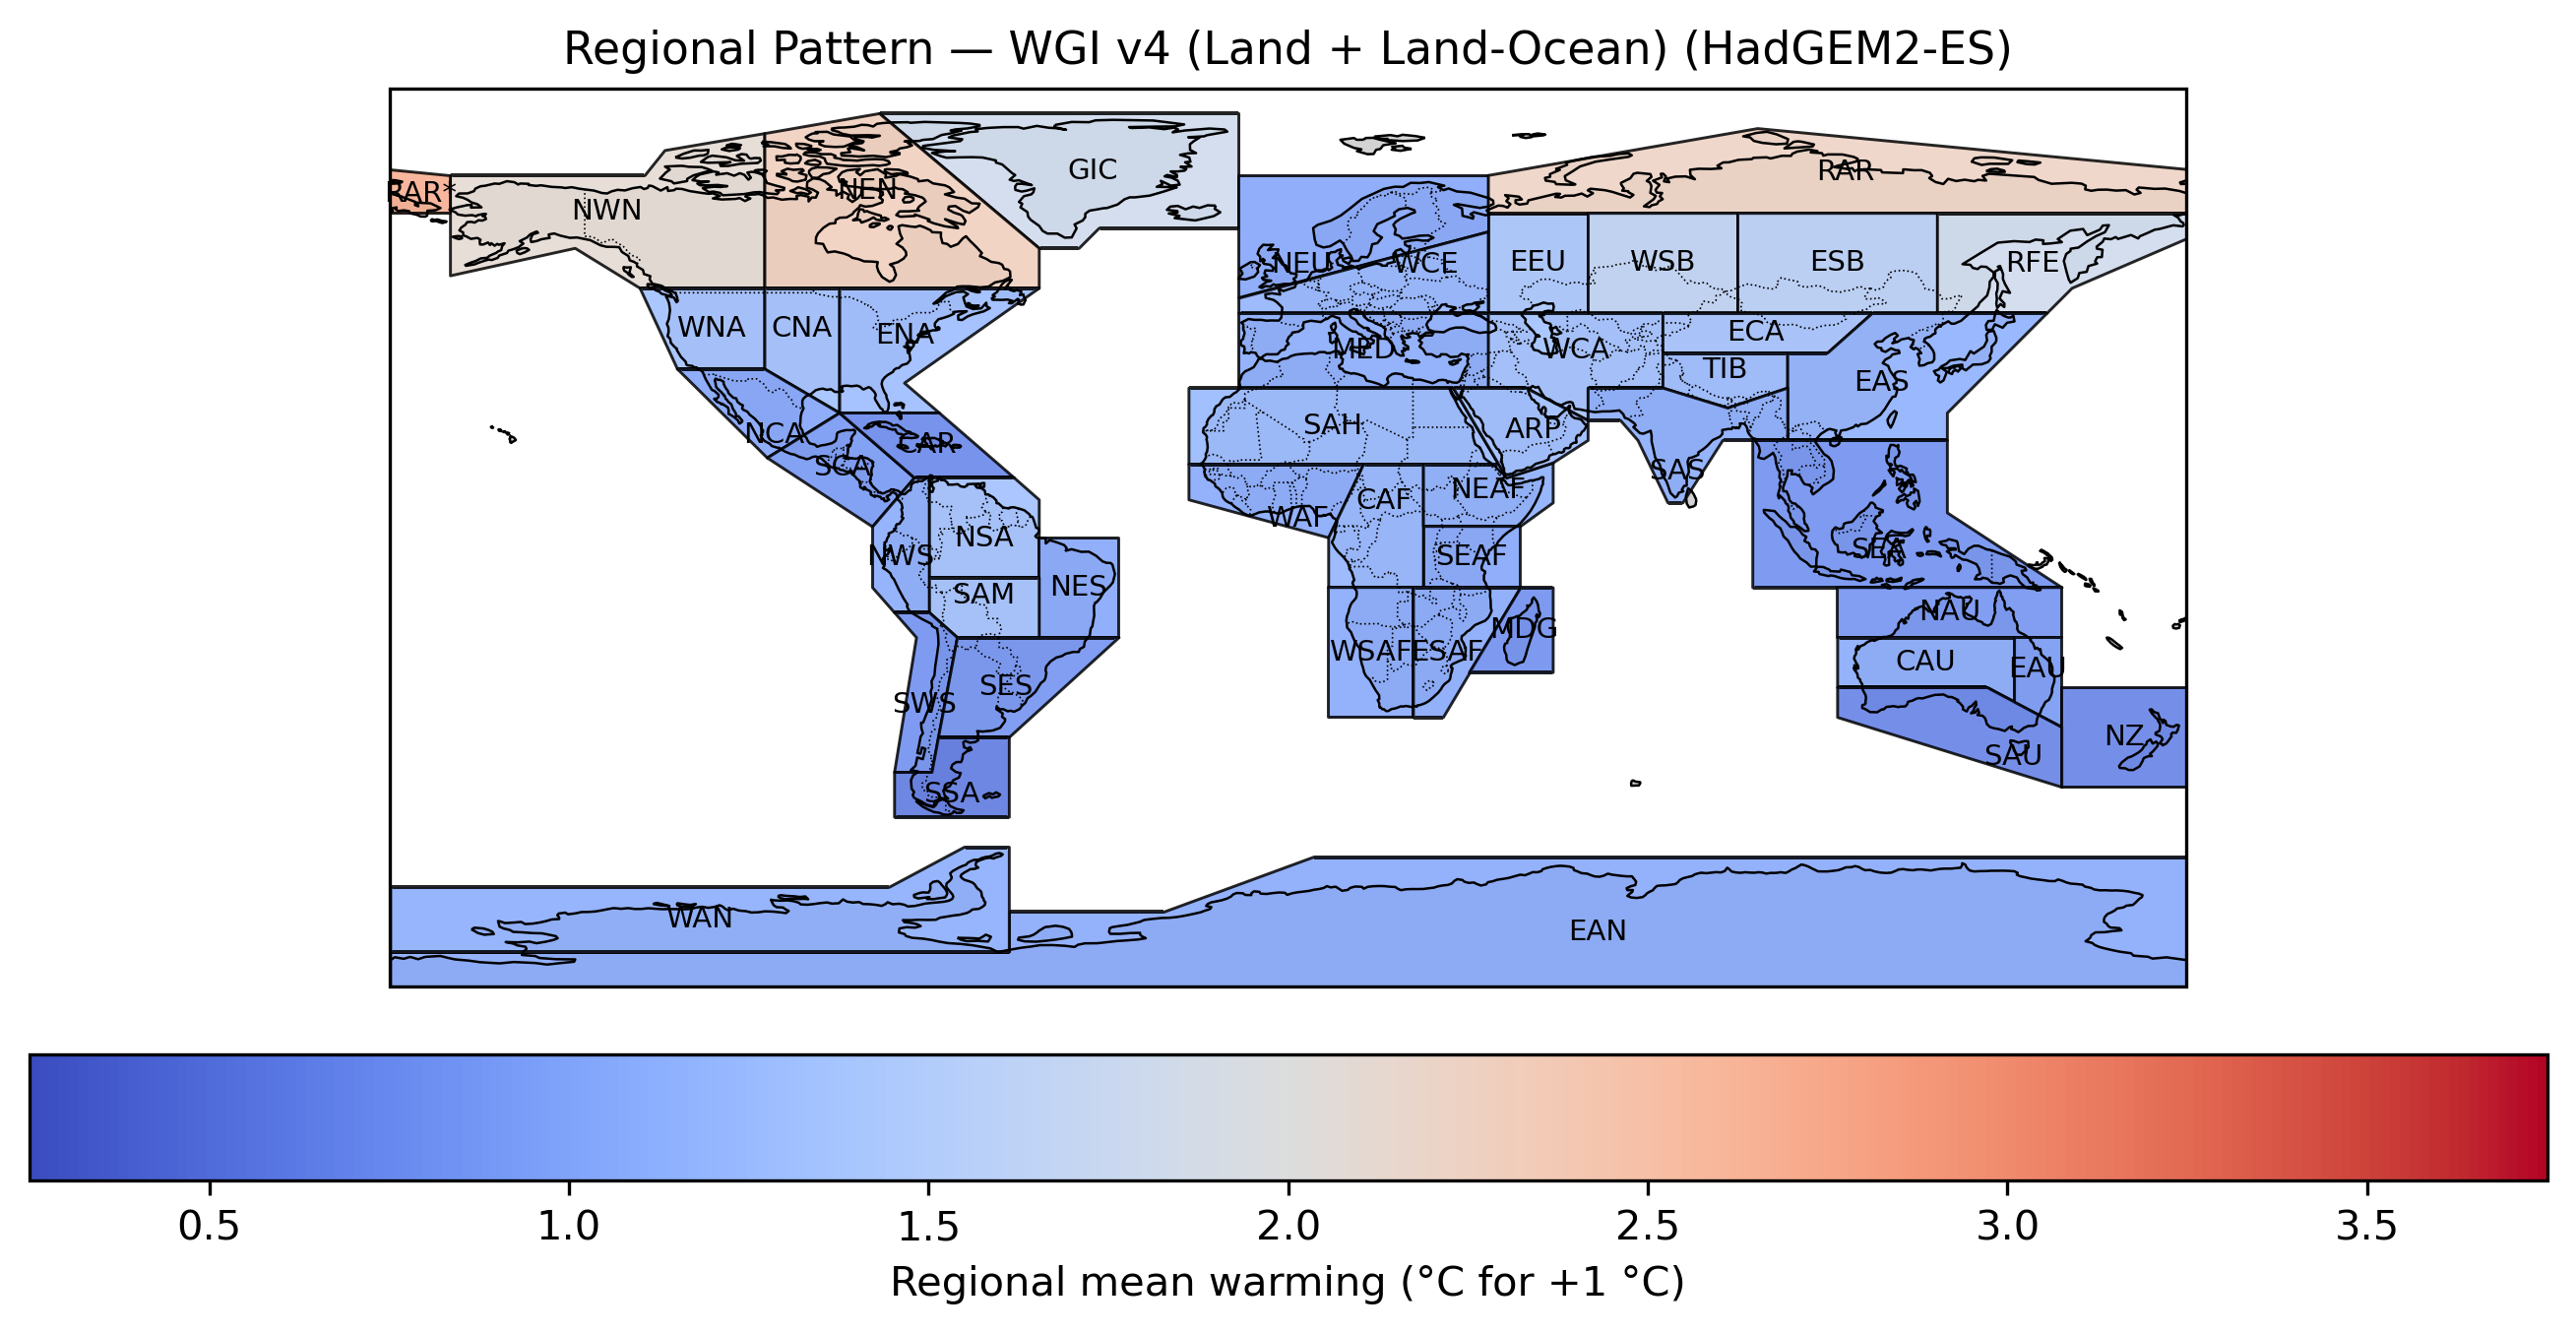 Regional Pattern — WGI v4 (Land + Land-Ocean) (HadGEM2-ES)
GIC
RAR
RAR*
NEN
NWN
NEU
WCE
EEU
WSB
ESB
RFE
WNA
CNA
ENA
ECA
MED
WCA
TIB
EAS
SAH
ARP
NCA
CAR
SCA
SAS
NEAF
CAF
WAF
NSA
NWS
SEAF
SEA
NES
SAM
NAU
MDG
WSAF
ESAF
CAU
EAU
SES
SWS
NZ
SAU
SSA
WAN
EAN
0.5 1.0 1.5 2.0 2.5 3.0 3.5
Regional mean warming (°C for +1 °C)